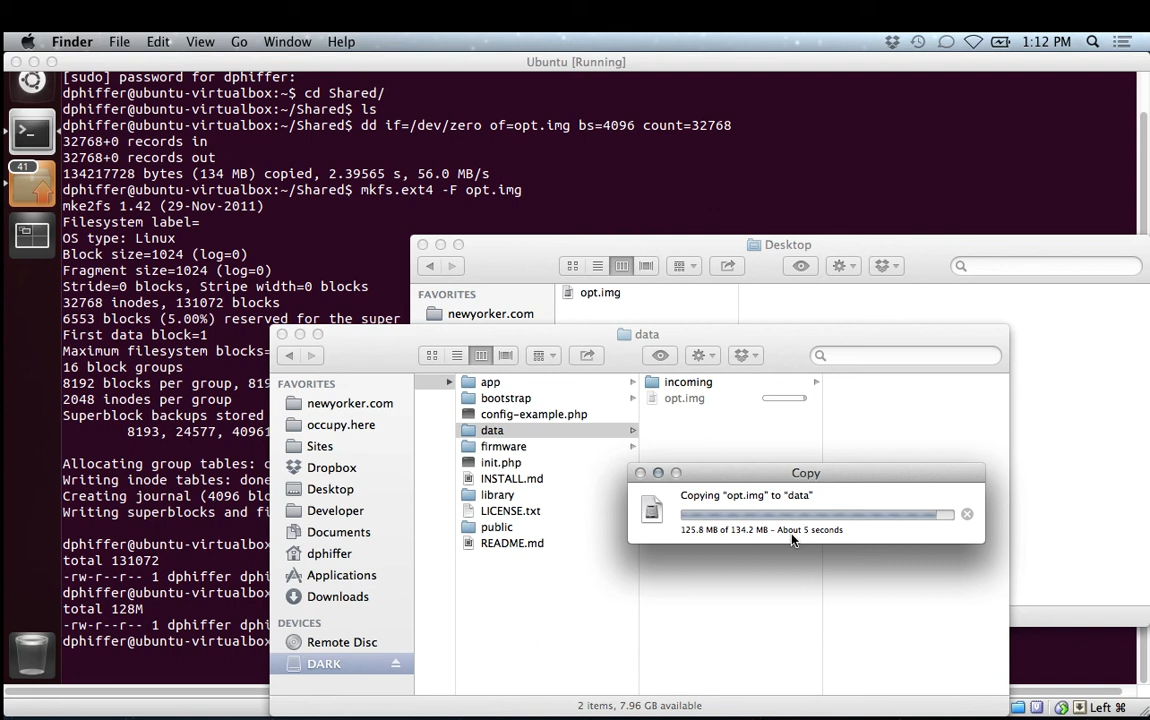 Finder File Edit View Go Window Help 1:12 PM
Ubuntu [Running]
[sudo] password for dphiffer:
dphiffer@ubuntu-virtualbox:~$ cd Shared/
dphiffer@ubuntu-virtualbox:~/Shared$ ls
dphiffer@ubuntu-virtualbox:~/Shared$ dd if=/dev/zero of=opt.img bs=4096 count=32768
32768+0 records in
32768+0 records out
134217728 bytes (134 MB) copied, 2.39565 s, 56.0 MB/s
dphiffer@ubuntu-virtualbox:~/Shared$ mkfs.ext4 -F opt.img
mke2fs 1.42 (29-Nov-2011)
Filesystem label=
OS type: Linux
Block size=1024 (log=0)
Fragment size=1024 (log=0)
Stride=0 blocks, Stripe width=0 blocks
32768 inodes, 131072 blocks
6553 blocks (5.00%) reserved for the super
First data block=1
Maximum filesystem blocks=
16 block groups
8192 blocks per group, 819
2048 inodes per group
Superblock backups stored
8193, 24577, 40961
Allocating group tables:
Writing inode tables: done
Creating journal (4096 blo
Writing superblocks and fi
dphiffer@ubuntu-virtualbox
total 131072
-rw-r--r-- 1 dphiffer dphi
dphiffer@ubuntu-virtualbox
total 128M
-rw-r--r-- 1 dphiffer dphi
dphiffer@ubuntu-virtualbox
41
Desktop
FAVORITES
newyorker.com
opt.img
data
FAVORITES
newyorker.com
occupy.here
Sites
Dropbox
Desktop
Developer
Documents
dphiffer
Applications
Downloads
DEVICES
Remote Disc
DARK
app
bootstrap
config-example.php
data
firmware
init.php
INSTALL.md
library
LICENSE.txt
public
README.md
incoming
opt.img
Copy
Copying "opt.img" to "data"
125.8 MB of 134.2 MB – About 5 seconds
2 items, 7.96 GB available
Left ⌘